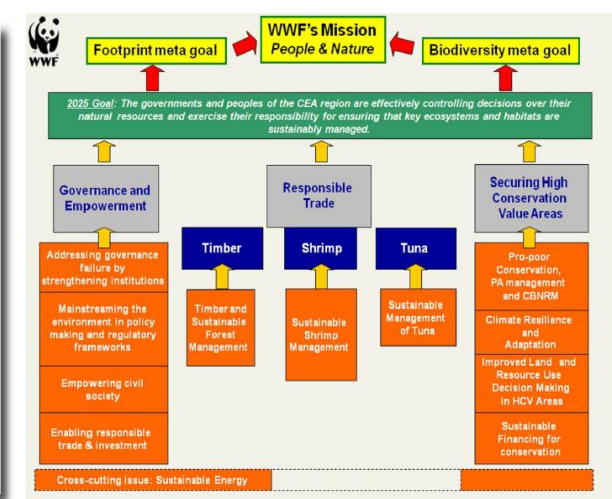 WWF
WWF's Mission
People & Nature
Footprint meta goal
Biodiversity meta goal
2025 Goal: The governments and peoples of the CEA region are effectively controlling decisions over their
natural resources and exercise their responsibility for ensuring that key ecosystems and habitats are
sustainably managed.
Governance and
Empowerment
Addressing governance
failure by
strengthening institutions
Mainstreaming the
environment in policy
making and regulatory
frameworks
Empowering civil
society
Enabling responsible
trade & investment
Responsible
Trade
Timber
Shrimp
Tuna
Timber and
Sustainable
Forest
Management
Sustainable
Shrimp
Management
Sustainable
Management
of Tuna
Securing High
Conservation
Value Areas
Pro-poor
Conservation,
PA management
and CBNRM
Climate Resilience
and
Adaptation
Improved Land and
Resource Use
Decision Making
in HCV Areas
Sustainable
Financing for
conservation
Cross-cutting issue: Sustainable Energy